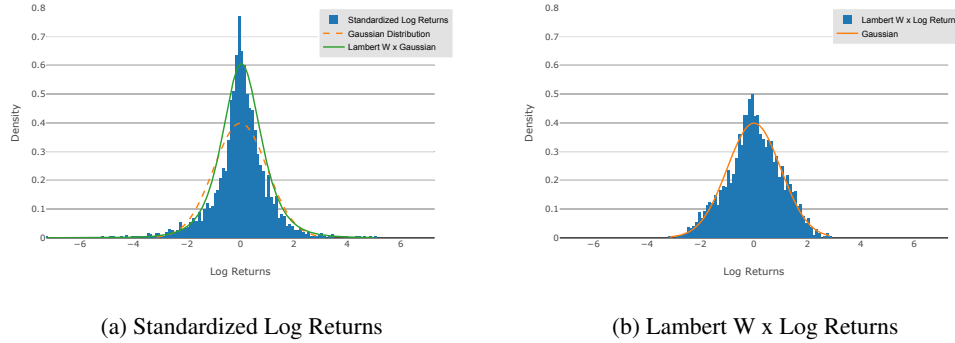 0.8
0.7
0.6
0.5
0.4
0.3
0.2
0.1
0
Density
−6
−4
−2
0
2
4
6
Log Returns
Standardized Log Returns
Gaussian Distribution
Lambert W x Gaussian
(a) Standardized Log Returns
0.8
0.7
0.6
0.5
0.4
0.3
0.2
0.1
0
Density
−6
−4
−2
0
2
4
6
Log Returns
Lambert W x Log Return
Gaussian
(b) Lambert W x Log Returns